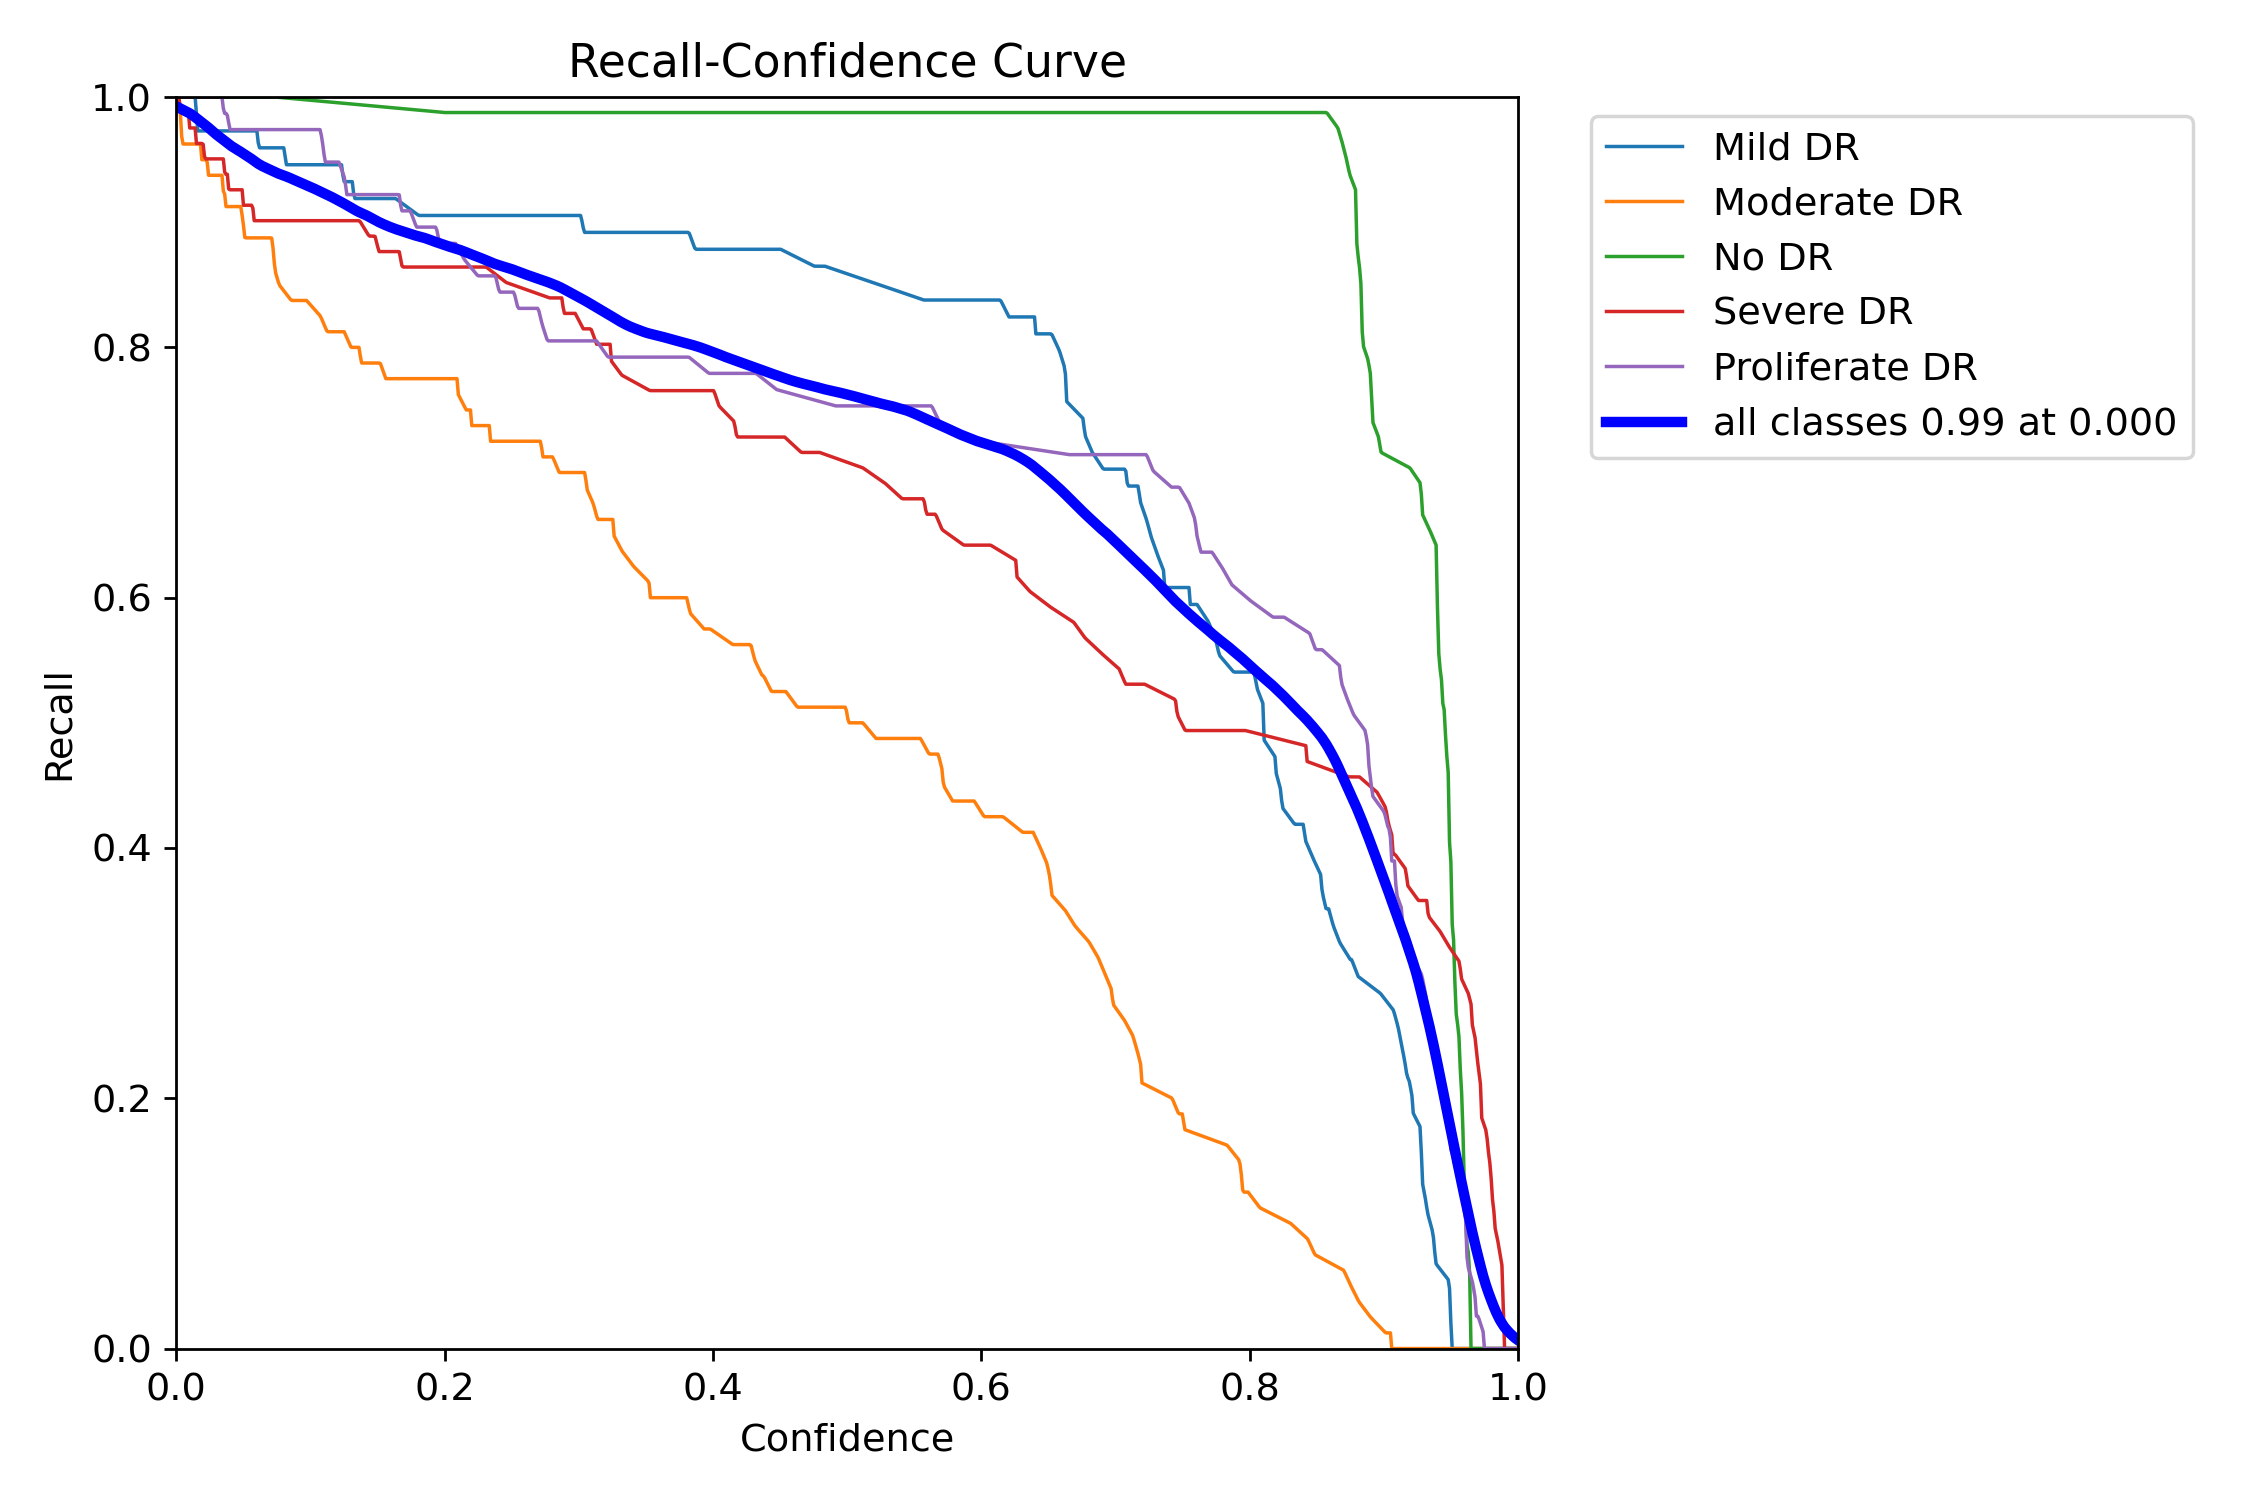 Recall-Confidence Curve
1.0
0.8
0.6
0.4
0.2
0.0
Recall
0.0 0.2 0.4 0.6 0.8 1.0
Confidence
Mild DR
Moderate DR
No DR
Severe DR
Proliferate DR
all classes 0.99 at 0.000